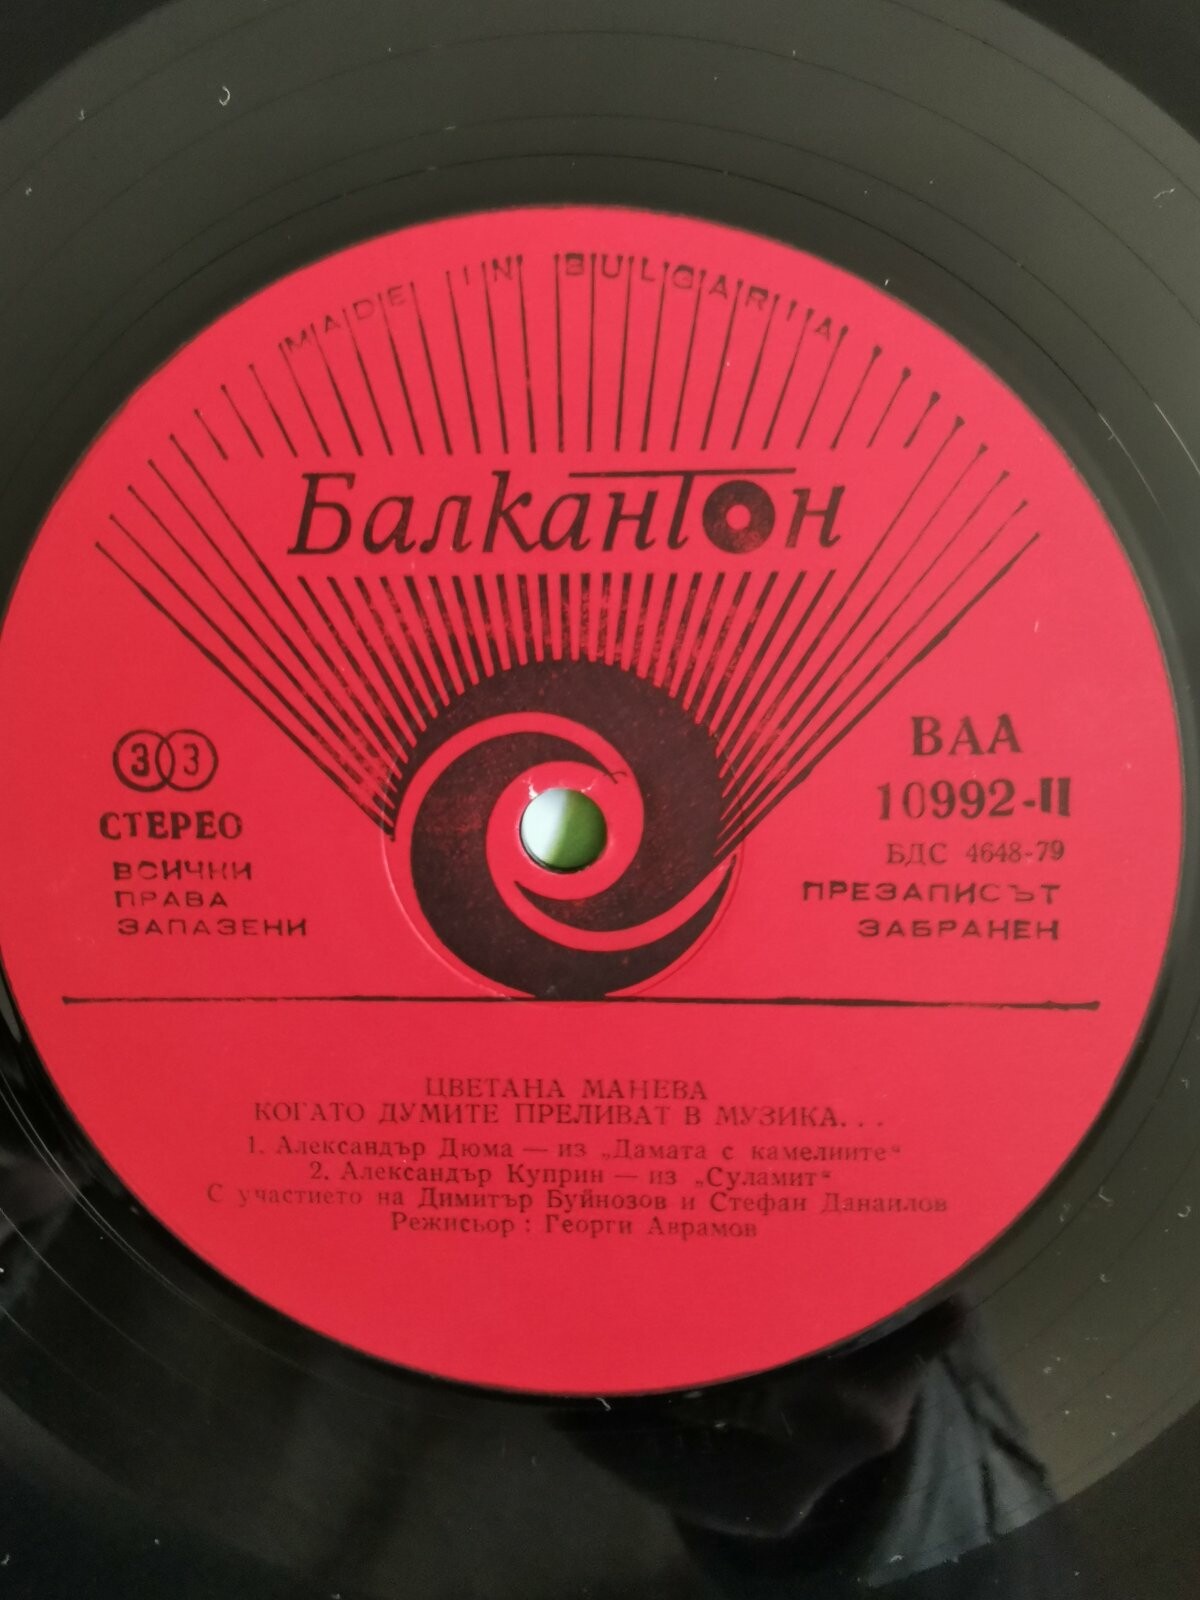 MADE IN BULGARIA
Балкантон
33
СТЕРЕО
ВСИЧКИ
ПРАВА
ЗАПАЗЕНИ
ВАА
10992-II
БДС 4648-79
ПРЕЗАПИСЪТ
ЗАБРАНЕН
ЦВЕТАНА МАНЕВА
КОГАТО ДУМИТЕ ПРЕЛИВАТ В МУЗИКА. . .
1. Александър Дюма — из „Дамата с камелиите“
2. Александър Куприн — из „Суламит“
С участието на Димитър Буйнозов и Стефан Данаилов
Режисьор : Георги Аврамов